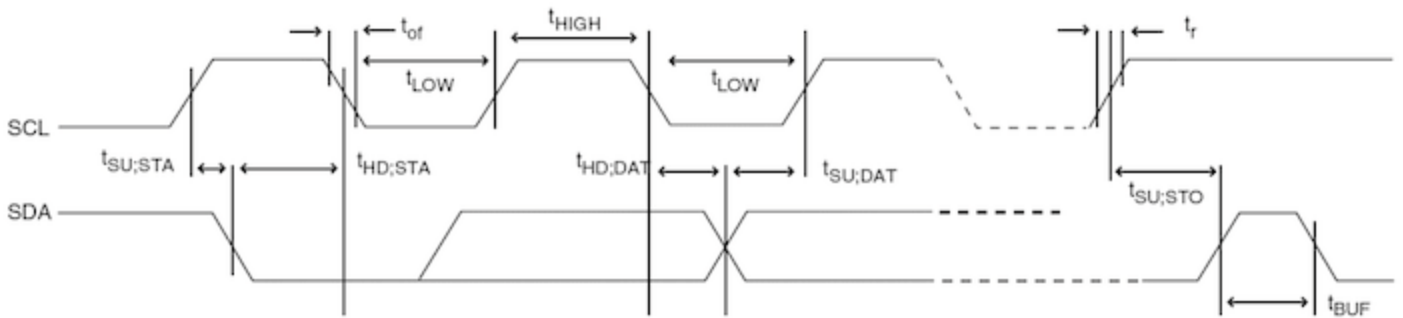 t_of
t_HIGH
t_r
t_LOW
t_LOW
SCL
t_SU;STA
t_HD;STA
t_HD;DAT
t_SU;DAT
t_SU;STO
SDA
t_BUF